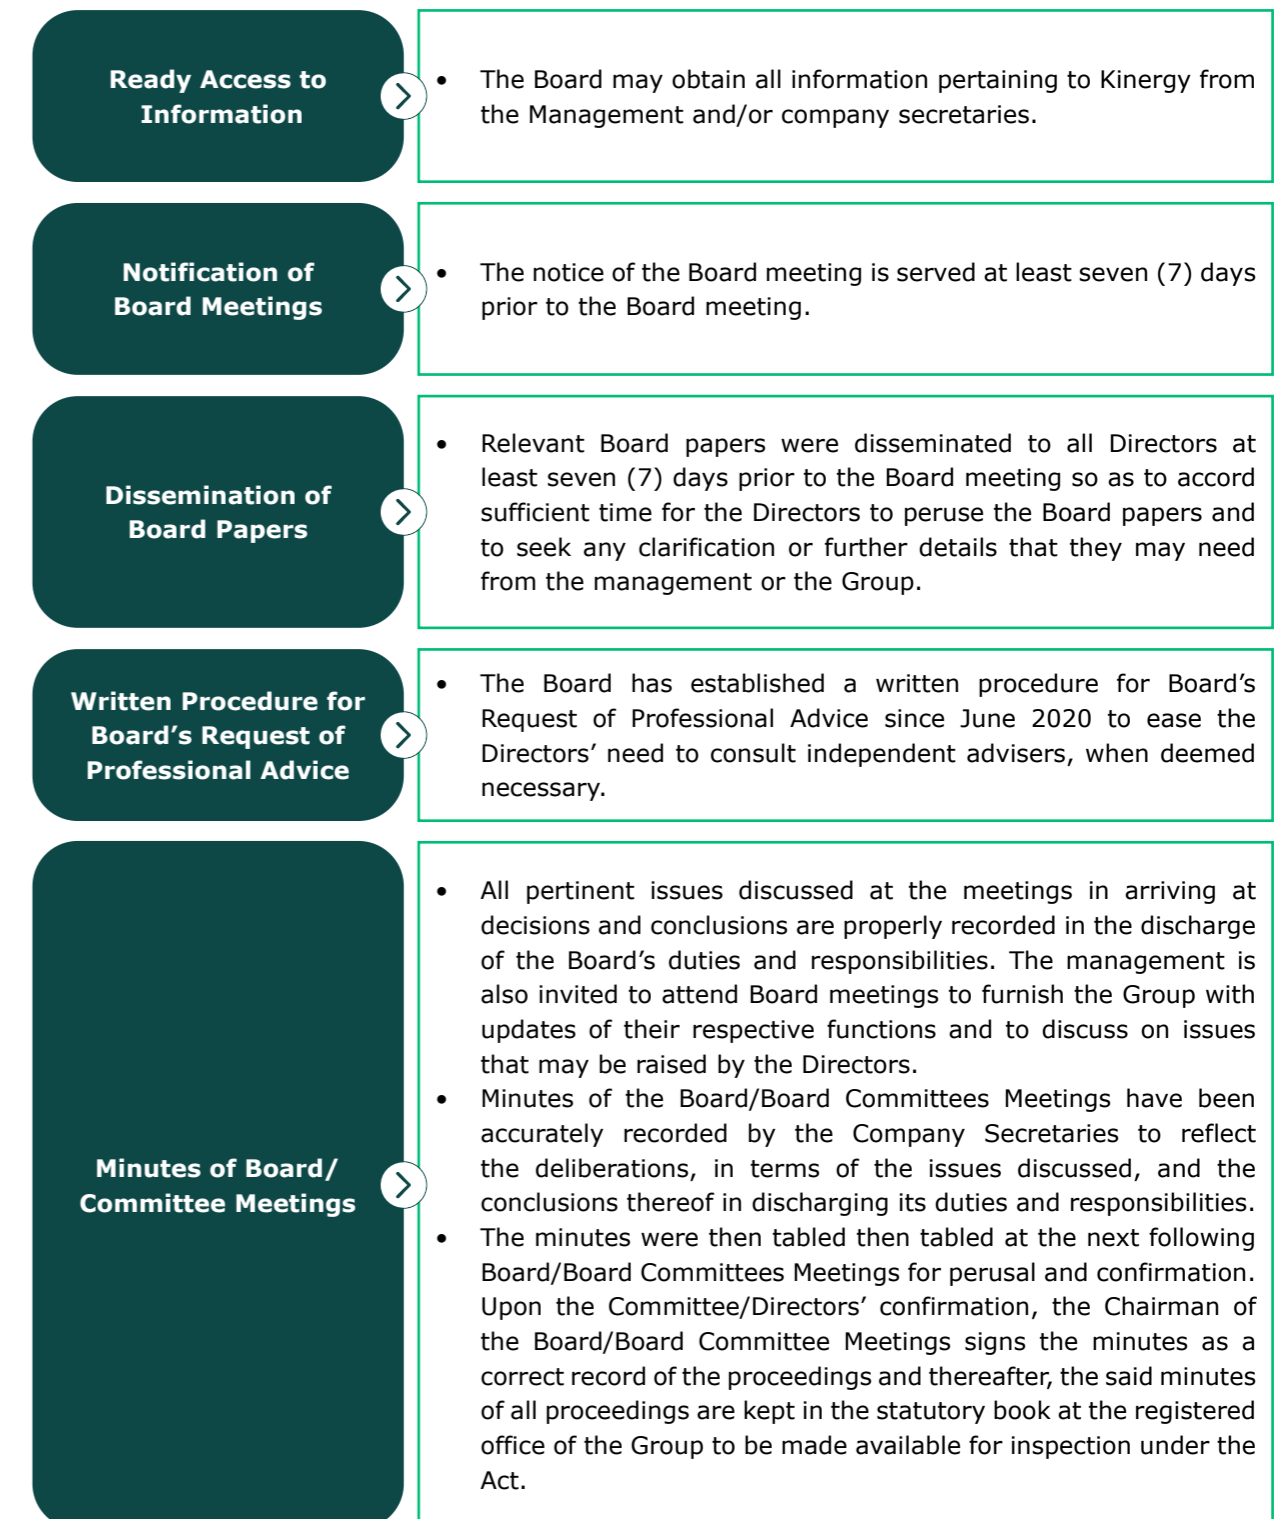 Ready Access to
Information
• The Board may obtain all information pertaining to Kinergy from
the Management and/or company secretaries.
Notification of
Board Meetings
• The notice of the Board meeting is served at least seven (7) days
prior to the Board meeting.
Dissemination of
Board Papers
• Relevant Board papers were disseminated to all Directors at
least seven (7) days prior to the Board meeting so as to accord
sufficient time for the Directors to peruse the Board papers and
to seek any clarification or further details that they may need
from the management or the Group.
Written Procedure for
Board’s Request of
Professional Advice
• The Board has established a written procedure for Board’s
Request of Professional Advice since June 2020 to ease the
Directors’ need to consult independent advisers, when deemed
necessary.
Minutes of Board/
Committee Meetings
• All pertinent issues discussed at the meetings in arriving at
decisions and conclusions are properly recorded in the discharge
of the Board’s duties and responsibilities. The management is
also invited to attend Board meetings to furnish the Group with
updates of their respective functions and to discuss on issues
that may be raised by the Directors.
• Minutes of the Board/Board Committees Meetings have been
accurately recorded by the Company Secretaries to reflect
the deliberations, in terms of the issues discussed, and the
conclusions thereof in discharging its duties and responsibilities.
• The minutes were then tabled then tabled at the next following
Board/Board Committees Meetings for perusal and confirmation.
Upon the Committee/Directors’ confirmation, the Chairman of
the Board/Board Committee Meetings signs the minutes as a
correct record of the proceedings and thereafter, the said minutes
of all proceedings are kept in the statutory book at the registered
office of the Group to be made available for inspection under the
Act.